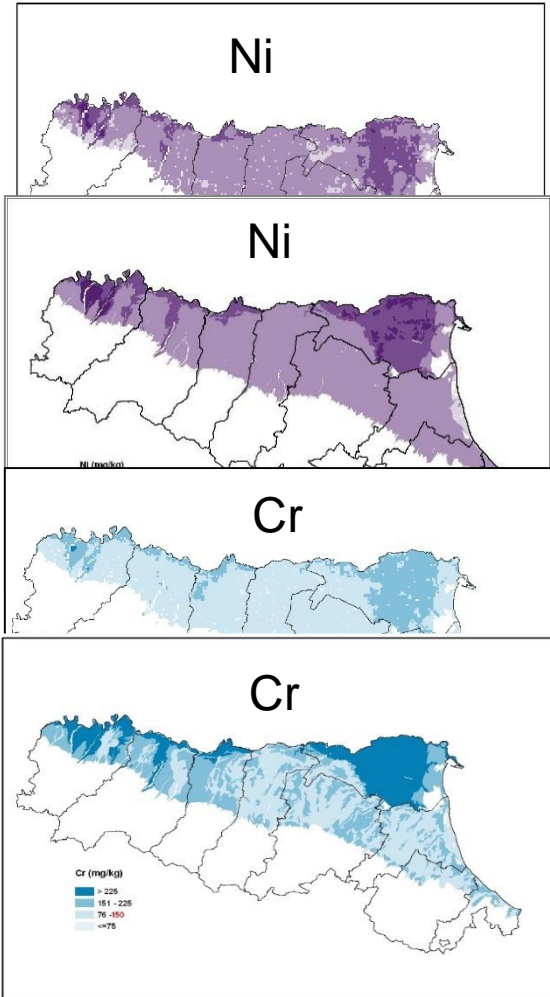 Ni
Ni
Ni (mg/kg)
Cr
Cr
Cr (mg/kg)
> 225
151 - 225
76 -150
<=75